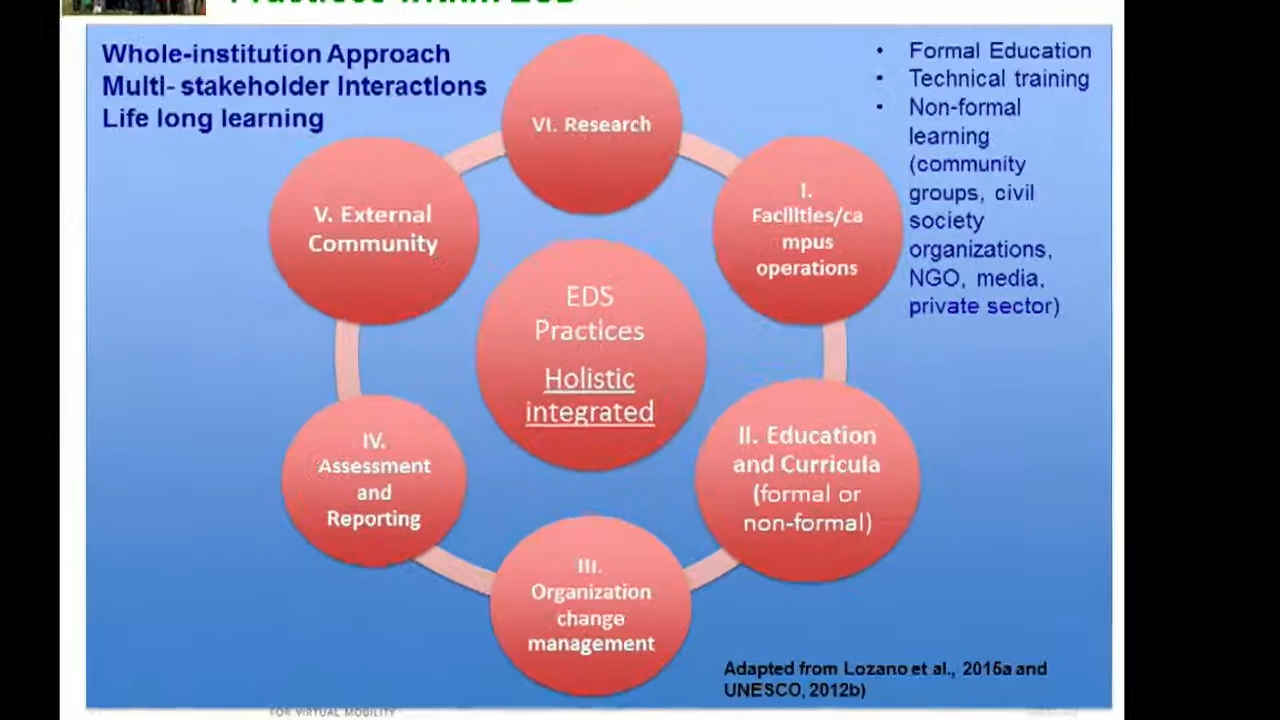 Whole-institution Approach
Multi- stakeholder Interactions
Life long learning
• Formal Education
• Technical training
• Non-formal
learning
(community
groups, civil
society
organizations,
NGO, media,
private sector)
VI. Research
I.
Facilities/ca
mpus
operations
II. Education
and Curricula
(formal or
non-formal)
III.
Organization
change
management
IV.
Assessment
and
Reporting
V. External
Community
EDS
Practices
Holistic
integrated
Adapted from Lozano et al., 2015a and
UNESCO, 2012b)
FOR VIRTUAL MOBILITY